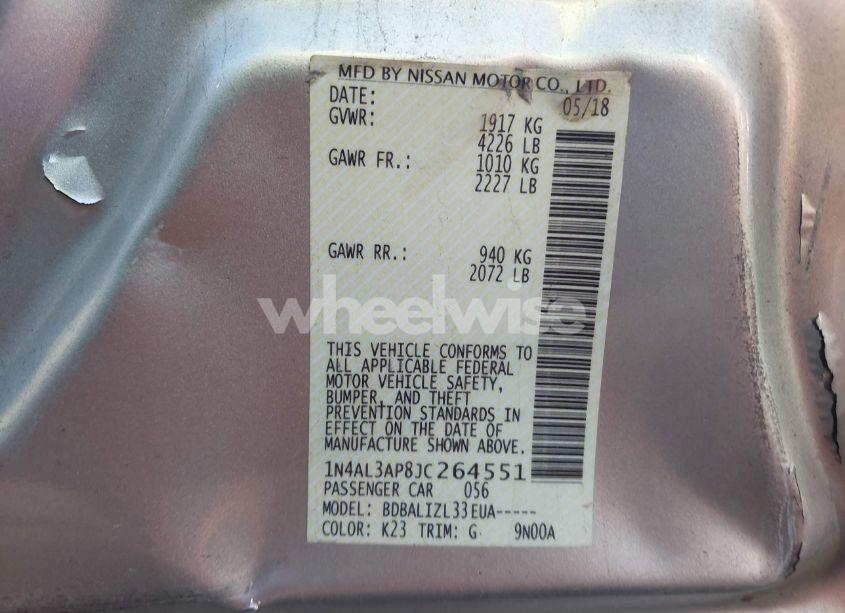 MFD BY NISSAN MOTOR CO., LTD.
DATE: 05/18
GVWR: 1917 KG
4226 LB
GAWR FR.: 1010 KG
2227 LB
GAWR RR.: 940 KG
2072 LB
wheelwise
THIS VEHICLE CONFORMS TO
ALL APPLICABLE FEDERAL
MOTOR VEHICLE SAFETY,
BUMPER, AND THEFT
PREVENTION STANDARDS IN
EFFECT ON THE DATE OF
MANUFACTURE SHOWN ABOVE.
1N4AL3AP8JC264551
PASSENGER CAR 056
MODEL: BDBALIZL33EUA-----
COLOR: K23 TRIM: G 9N00A